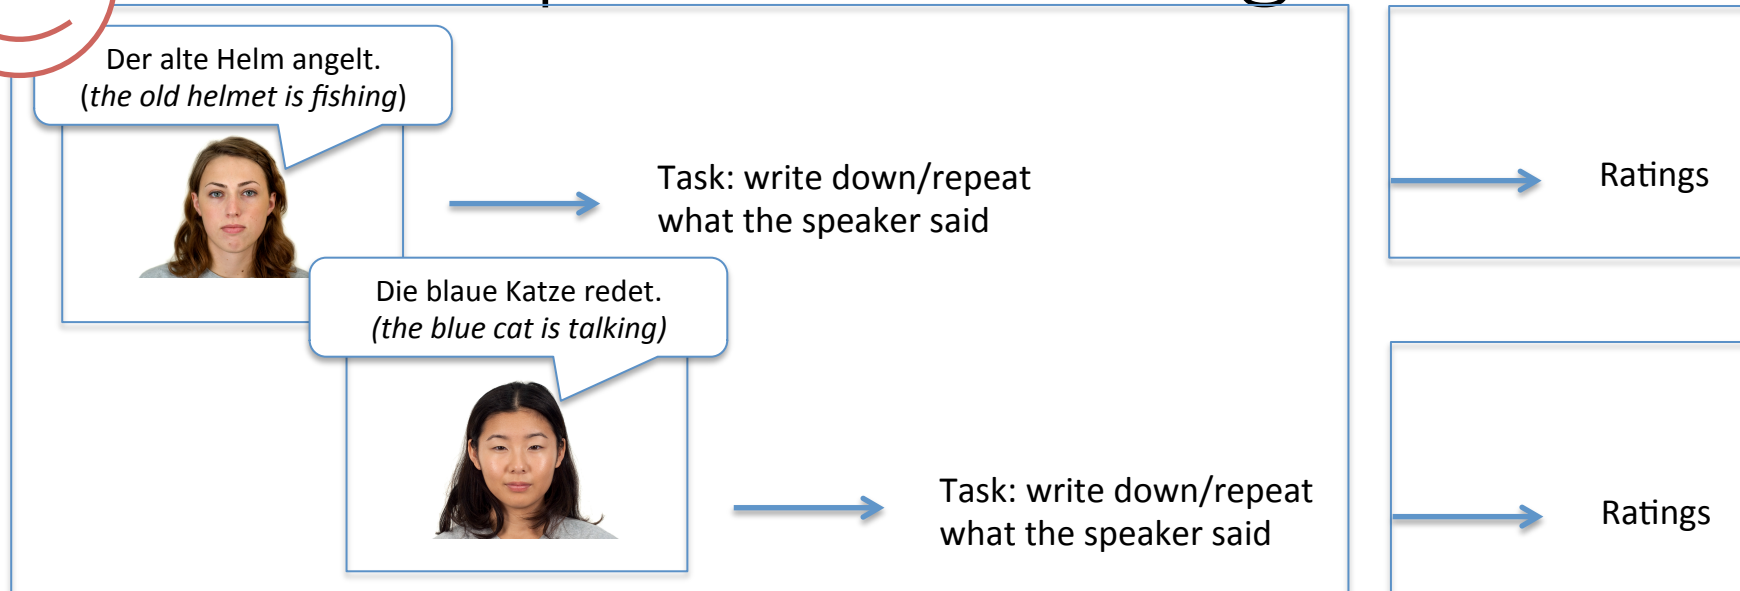 Der alte Helm angelt.
(the old helmet is fishing)
Task: write down/repeat
what the speaker said
Die blaue Katze redet.
(the blue cat is talking)
Task: write down/repeat
what the speaker said
Ratings
Ratings